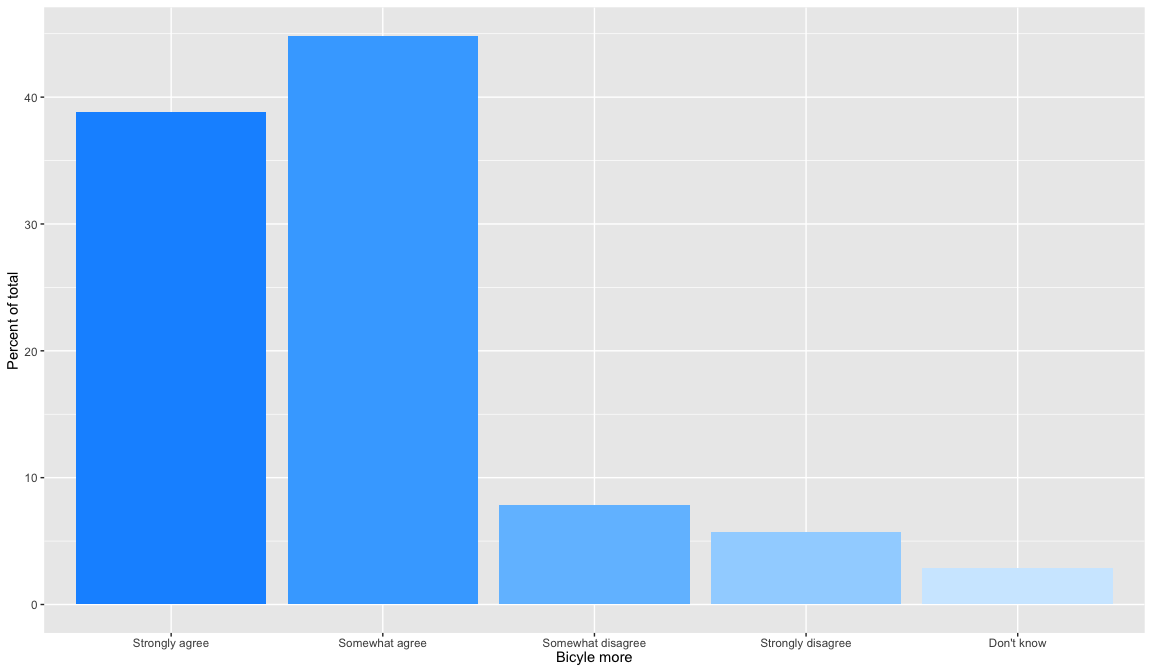 Percent of total
40
30
20
10
0
Strongly agree
Somewhat agree
Somewhat disagree
Strongly disagree
Don't know
Bicyle more